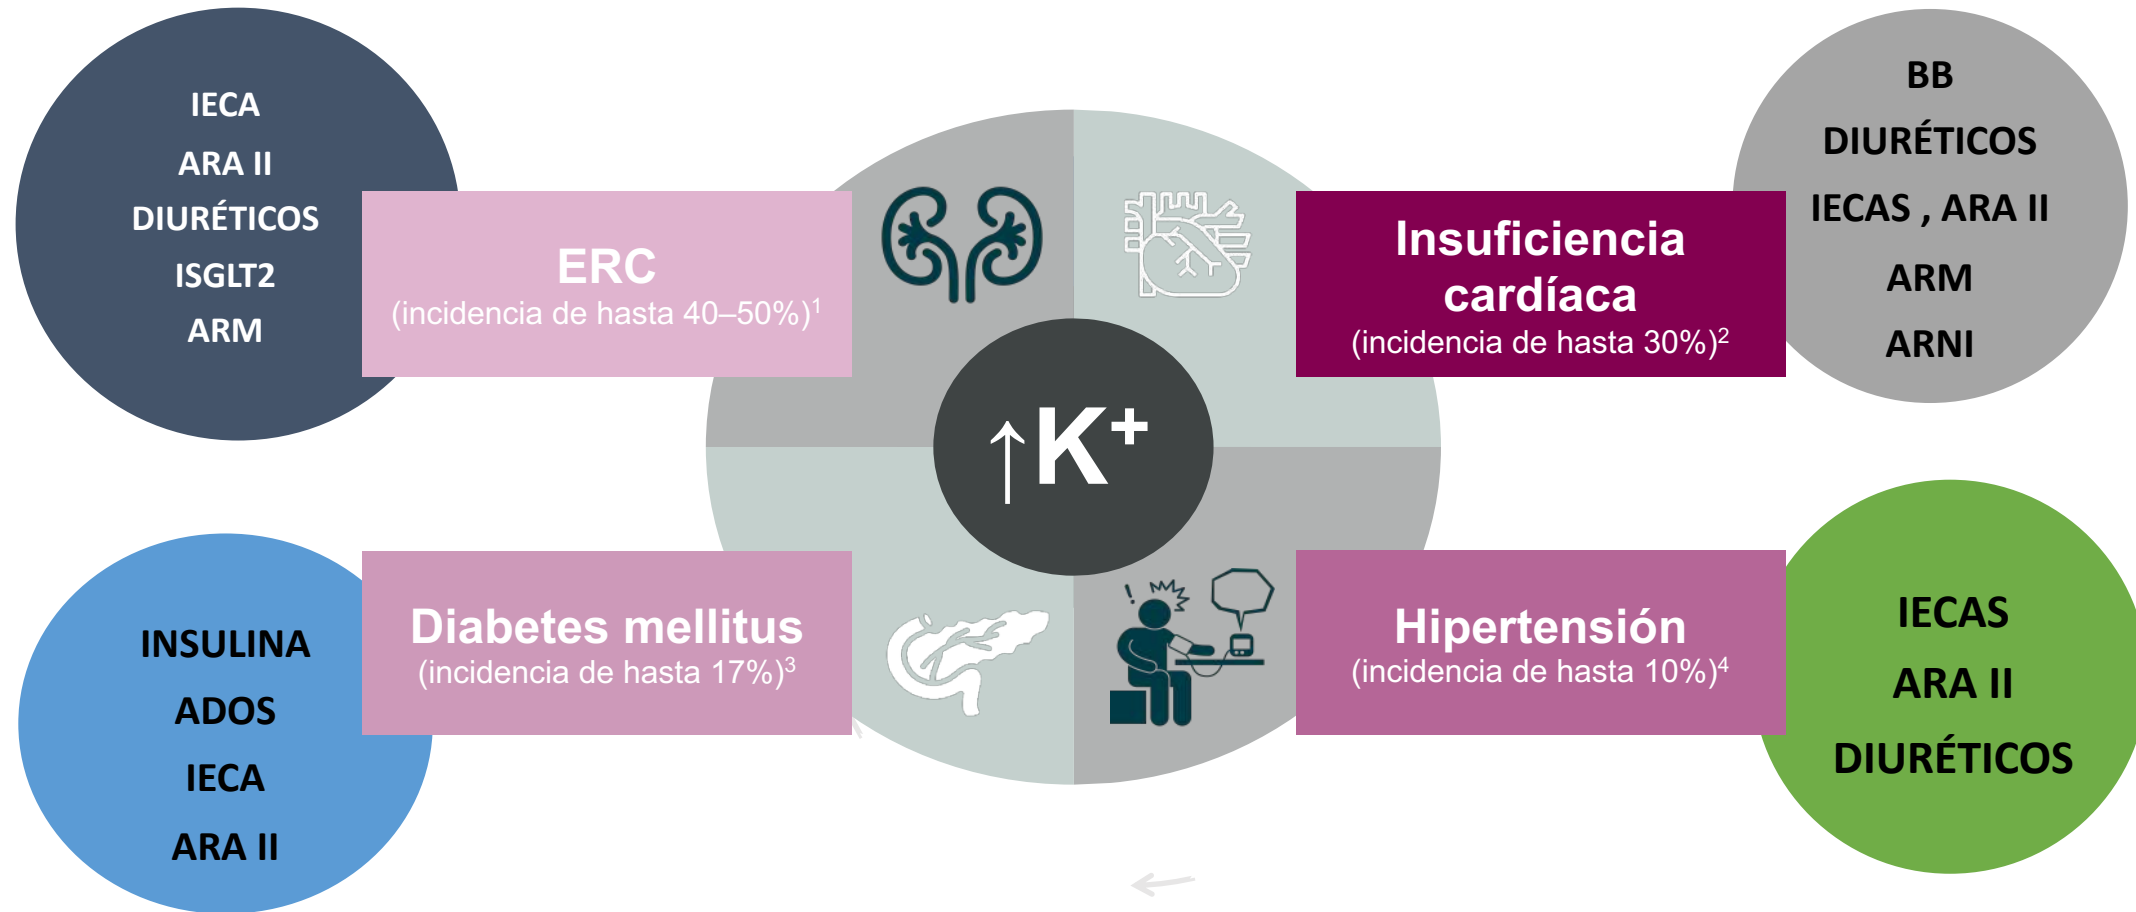 IECA
ARA II
DIURÉTICOS
ISGLT2
ARM
ERC
(incidencia de hasta 40–50%)¹
Insuficiencia
cardíaca
(incidencia de hasta 30%)²
BB
DIURÉTICOS
IECAS , ARA II
ARM
ARNI
↑K⁺
INSULINA
ADOS
IECA
ARA II
Diabetes mellitus
(incidencia de hasta 17%)³
!
Hipertensión
(incidencia de hasta 10%)⁴
IECAS
ARA II
DIURÉTICOS